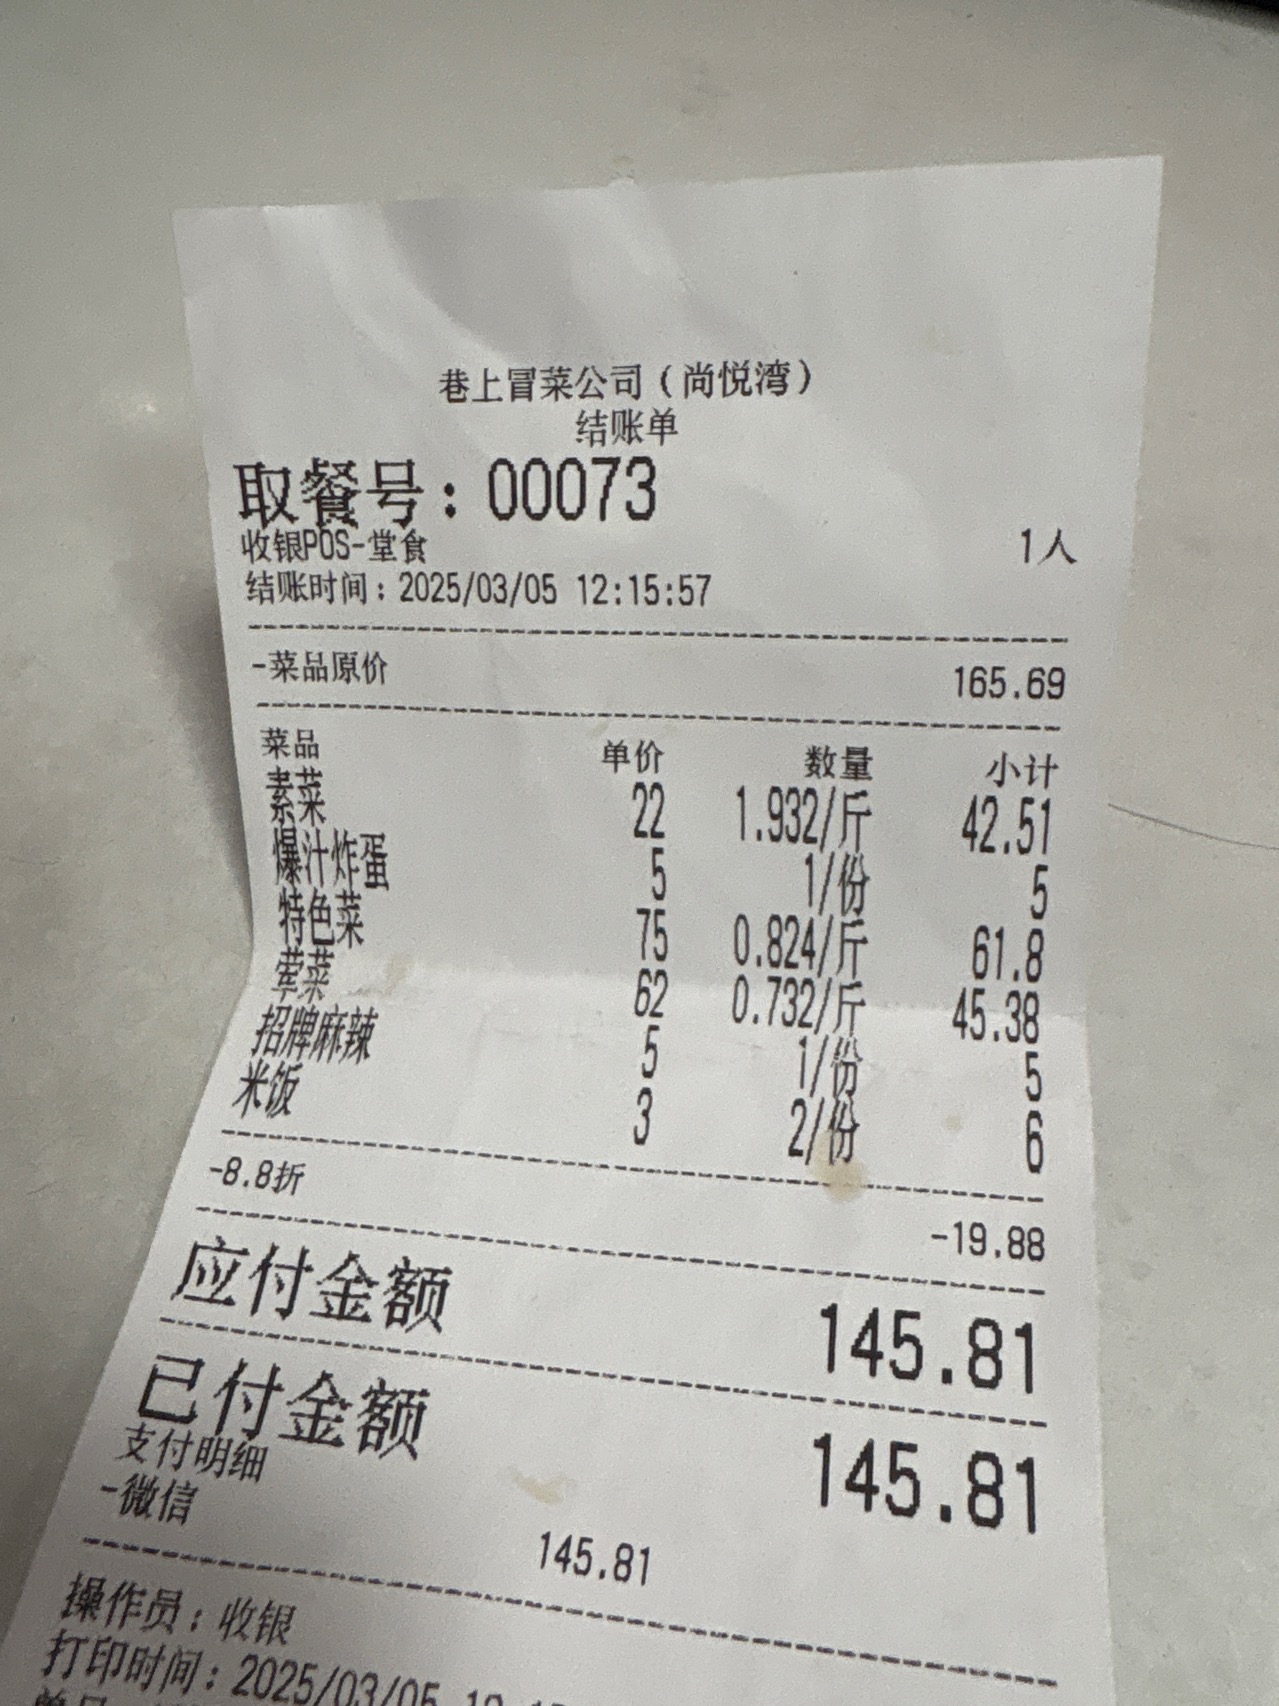 巷上冒菜公司（尚悦湾）
结账单
取餐号：00073
收银POS-堂食 1人
结账时间：2025/03/05 12:15:57
-菜品原价 165.69
菜品 单价 数量 小计
素菜 22 1.932/斤 42.51
爆汁炸蛋 5 1/份 5
特色菜 75 0.824/斤 61.8
荤菜 62 0.732/斤 45.38
招牌麻辣 5 1/份 5
米饭 3 2/份 6
-8.8折 -19.88
应付金额 145.81
已付金额 145.81
支付明细
-微信 145.81
操作员：收银
打印时间：2025/03/05